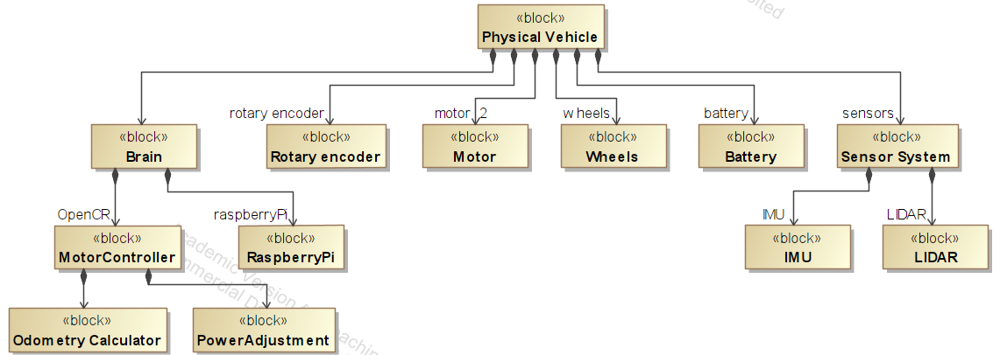 «block»
Physical Vehicle
rotary encoder
motor 2
wheels
battery
sensors
«block»
Brain
«block»
Rotary encoder
«block»
Motor
«block»
Wheels
«block»
Battery
«block»
Sensor System
OpenCR
raspberryPi
IMU
LIDAR
«block»
MotorController
«block»
RaspberryPi
«block»
IMU
«block»
LIDAR
«block»
Odometry Calculator
«block»
PowerAdjustment